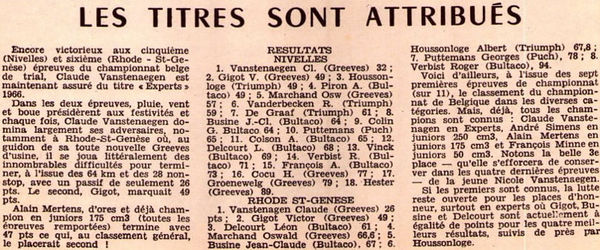 LES TITRES SONT ATTRIBUÉS
Encore victorieux aux cinquième
(Nivelles) et sixième (Rhode - St-Ge-
nèse) épreuves du championnat belge
de trial, Claude Vanstenaegen est
maintenant assuré du titre « Experts »
1966.
Dans les deux épreuves, pluie, vent
et boue présidèrent aux festivités et
chaque fois, Claude Vanstenaegen do-
mina largement ses adversaires, no-
tamment à Rhode-St-Genèse où, au
guidon de sa toute nouvelle Greeves
d'usine, il se joua littéralement des
innombrables difficultés pour termi-
ner, à l'issue des 64 km et des 28 non-
stop, avec un passif de seulement 26
pts. Le second, Gigot, marquait 49
pts.
Alain Mertens, d'ores et déjà cham-
pion en juniors 175 cm3 (toutes les
épreuves remportées) termine avec
47 pts ce qui, au classement général,
le placerait second !
RESULTATS
NIVELLES
1. Vanstenaegen Cl. (Greeves) 32 ;
2. Gigot V. (Greeves) 49 ; 3. Housson-
loge (Triumph) 49 ; 4. Piron A. (Bul-
taco) 49 ; 5. Marchand Osw (Greeves)
57 ; 6. Vanderbecken R. (Triumph)
59 ; 7. De Graaf (Triumph) 61 ; 8.
Busine J.-Cl. (Bultaco) 64 ; 9. Colin
G. Bultaco 64 ; 10. Puttemans (Puch)
65 ; 11. Colson A. (Bultaco) 65 ; 12.
Delcourt L. (Bultaco) 68 ; 13. Vinck
(Bultaco) 69 ; 14. Verbist R. (Bul-
taco) 71 ; 15. François A. (Bultaco)
73 ; 16. Cocu H. (Greeves) 77 ; 17.
Groenewelg (Greeves) 79 ; 18. Hester
(Greeves) 89.
RHODE ST-GENESE
1. Vanstenaegen Claude (Greeves) 26
pts ; 2. Gigot Victor (Greeves) 49 ;
3. Delcourt Léon (Bultaco) 61 ; 4.
Marchand Oswald (Greeves) 66,6 ; 5.
Busine Jean-Claude (Bultaco), 67 ; 6.
Houssonloge Albert (Triumph) 67,8 ;
7. Puttemans Georges (Puch), 78 ; 8.
Verbist Roger (Bultaco), 94.
Voici d'ailleurs, à l'issue des sept
premières épreuves de championnat
(sur 11), le classement du champion-
nat de Belgique dans les diverses ca-
tégories. Mais, déjà, tous les cham-
pions sont connus : Claude Vanste-
naegen en Experts, André Simens en
juniors 250 cm3, Alain Mertens en
juniors 175 cm3 et François Minne en
juniors 50 cm3. Notons la belle 3e
place — qu'elle s'efforcera de conser-
ver dans les quatre dernières épreuves
— de la jeune Nicole Vanstenaegen.
Si les premiers sont connus, la lutte
reste ouverte pour les places d'hon-
neur, surtout en experts où Gigot, Bu-
sine et Delcourt sont actuellement à
égalité de points pour les quatre meil-
leurs résultats, suivis de près par
Houssonloge.